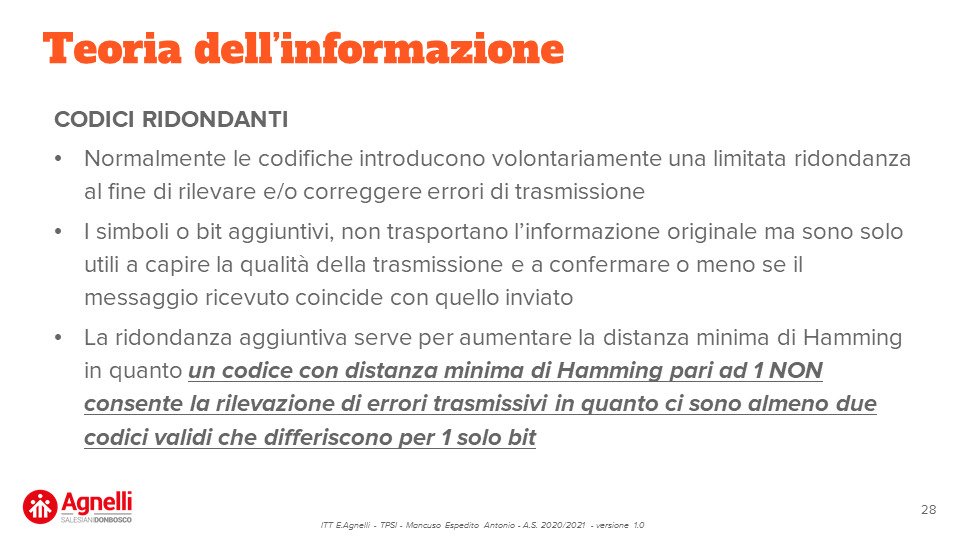 Teoria dell'informazione
CODICI RIDONDANTI
• Normalmente le codifiche introducono volontariamente una limitata ridondanza
al fine di rilevare e/o correggere errori di trasmissione
• I simboli o bit aggiuntivi, non trasportano l'informazione originale ma sono solo
utili a capire la qualità della trasmissione e a confermare o meno se il
messaggio ricevuto coincide con quello inviato
• La ridondanza aggiuntiva serve per aumentare la distanza minima di Hamming
in quanto un codice con distanza minima di Hamming pari ad 1 NON
consente la rilevazione di errori trasmissivi in quanto ci sono almeno due
codici validi che differiscono per 1 solo bit
Agnelli
SALESIANIDONBOSCO
ITT E.Agnelli - TPSI - Mancuso Espedito Antonio - A.S. 2020/2021 - versione 1.0
28